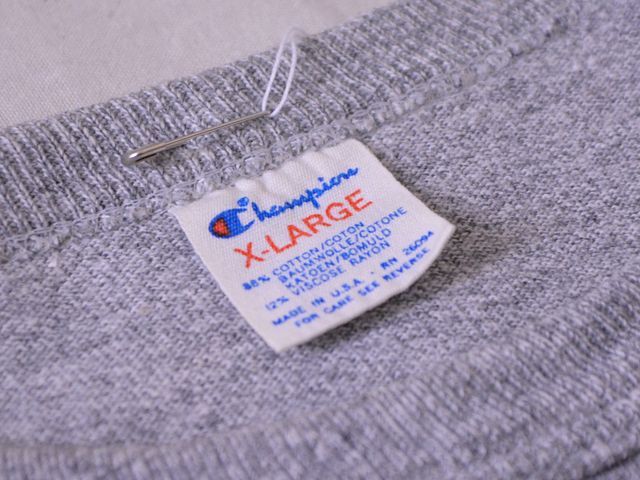 Champion
X-LARGE
88% COTTON/COTON
BAUMWOLLE/COTONE
KATOEN/BOMULD
12% VISCOSE RAYON
MADE IN U.S.A. - RN 26094
FOR CARE SEE REVERSE